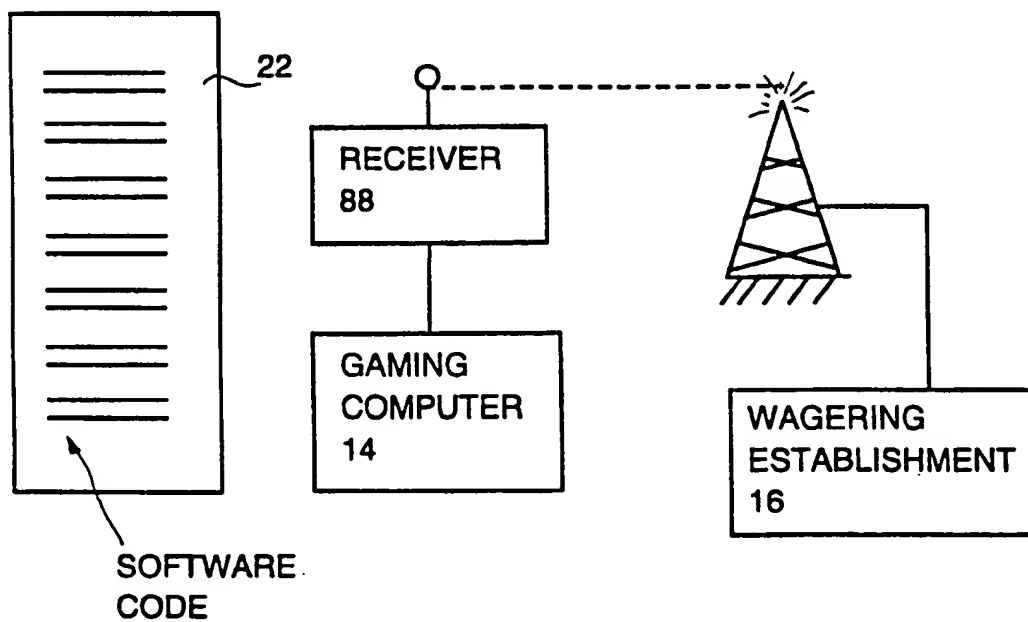 22
RECEIVER
88
GAMING
COMPUTER
14
WAGERING
ESTABLISHMENT
16
SOFTWARE
CODE